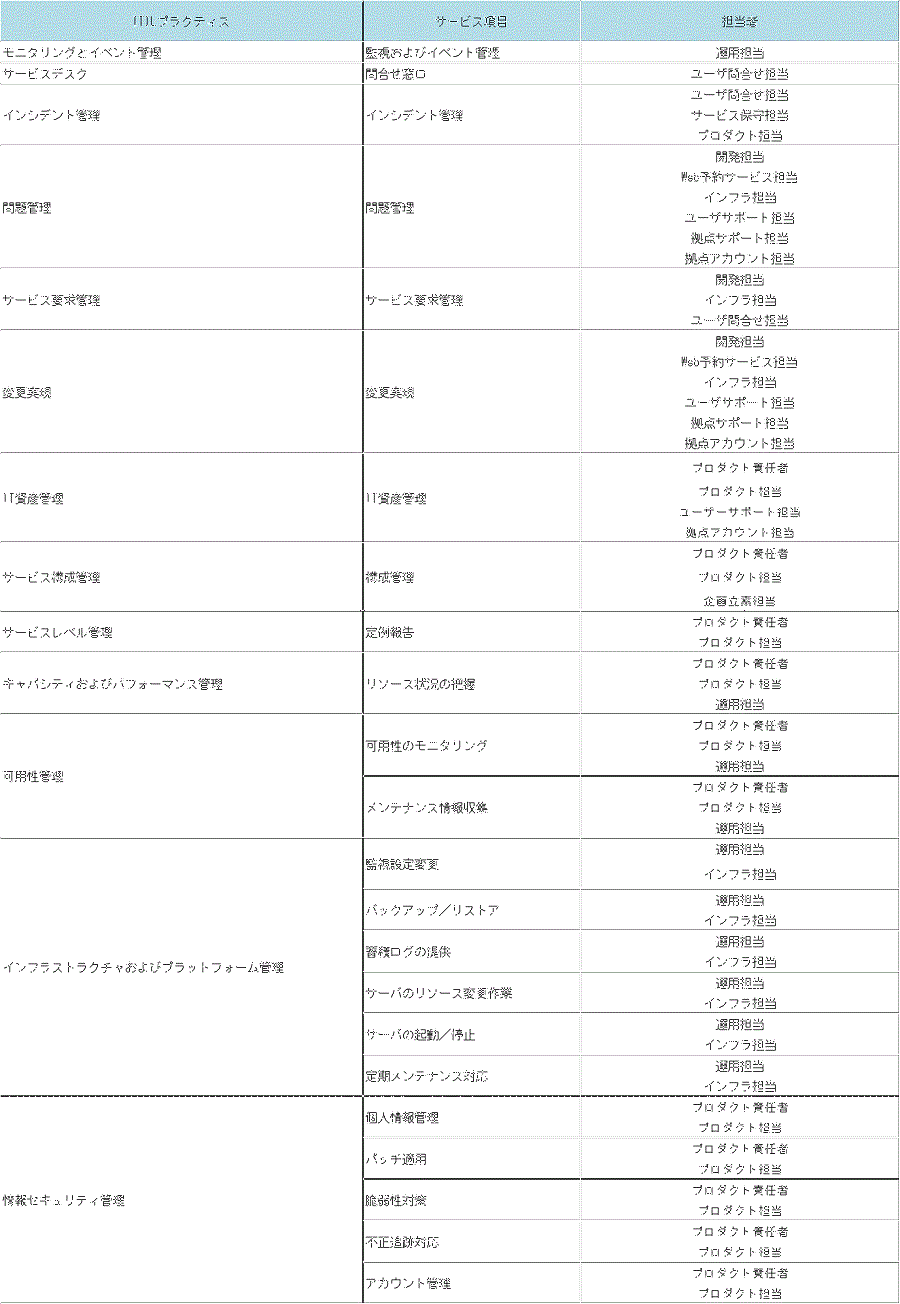 ITILプラクティス サービス項目 担当者
モニタリングとイベント管理 監視およびイベント管理 運用担当
サービスデスク 問合せ窓口 ユーザ問合せ担当
インシデント管理 インシデント管理 ユーザ問合せ担当
サービス保守担当
プロダクト担当
問題管理 問題管理 開発担当
Web予約サービス担当
インフラ担当
ユーザサポート担当
拠点サポート担当
拠点アカウント担当
サービス要求管理 サービス要求管理 開発担当
インフラ担当
ユーザ問合せ担当
変更実現 変更実現 開発担当
Web予約サービス担当
インフラ担当
ユーザサポート担当
拠点サポート担当
拠点アカウント担当
IT資産管理 IT資産管理 プロダクト責任者
プロダクト担当
ユーザーサポート担当
拠点アカウント担当
サービス構成管理 構成管理 プロダクト責任者
プロダクト担当
企画立案担当
サービスレベル管理 定例報告 プロダクト責任者
プロダクト担当
キャパシティおよびパフォーマンス管理 リソース状況の把握 プロダクト責任者
プロダクト担当
運用担当
可用性管理 可用性のモニタリング プロダクト責任者
プロダクト担当
運用担当
メンテナンス情報収集 プロダクト責任者
プロダクト担当
運用担当
インフラストラクチャおよびプラットフォーム管理 監視設定変更 運用担当
インフラ担当
バックアップ／リストア 運用担当
インフラ担当
蓄積ログの提供 運用担当
インフラ担当
サーバのリソース変更作業 運用担当
インフラ担当
サーバの起動／停止 運用担当
インフラ担当
定期メンテナンス対応 運用担当
インフラ担当
情報セキュリティ管理 個人情報管理 プロダクト責任者
プロダクト担当
パッチ適用 プロダクト責任者
プロダクト担当
脆弱性対策 プロダクト責任者
プロダクト担当
不正追跡対応 プロダクト責任者
プロダクト担当
アカウント管理 プロダクト責任者
プロダクト担当